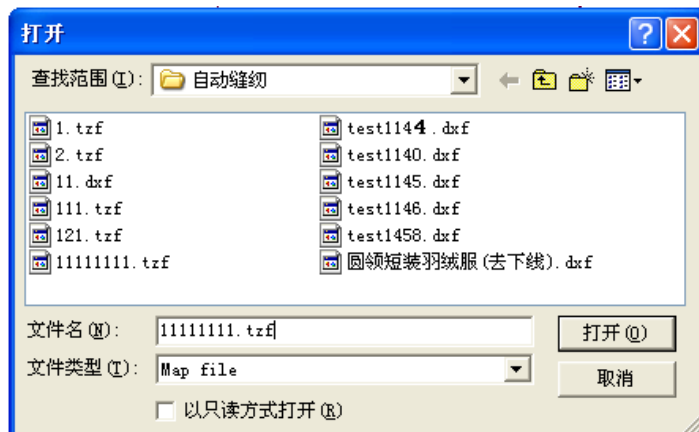 打开
查找范围(I): 自动缝纫
1.tzf
2.tzf
11.dxf
111.tzf
121.tzf
11111111.tzf
test1144.dxf
test1140.dxf
test1145.dxf
test1146.dxf
test1458.dxf
圆领短装羽绒服(去下线).dxf
文件名(N): 11111111.tzf 打开(O)
文件类型(T): Map file 取消
以只读方式打开(R)